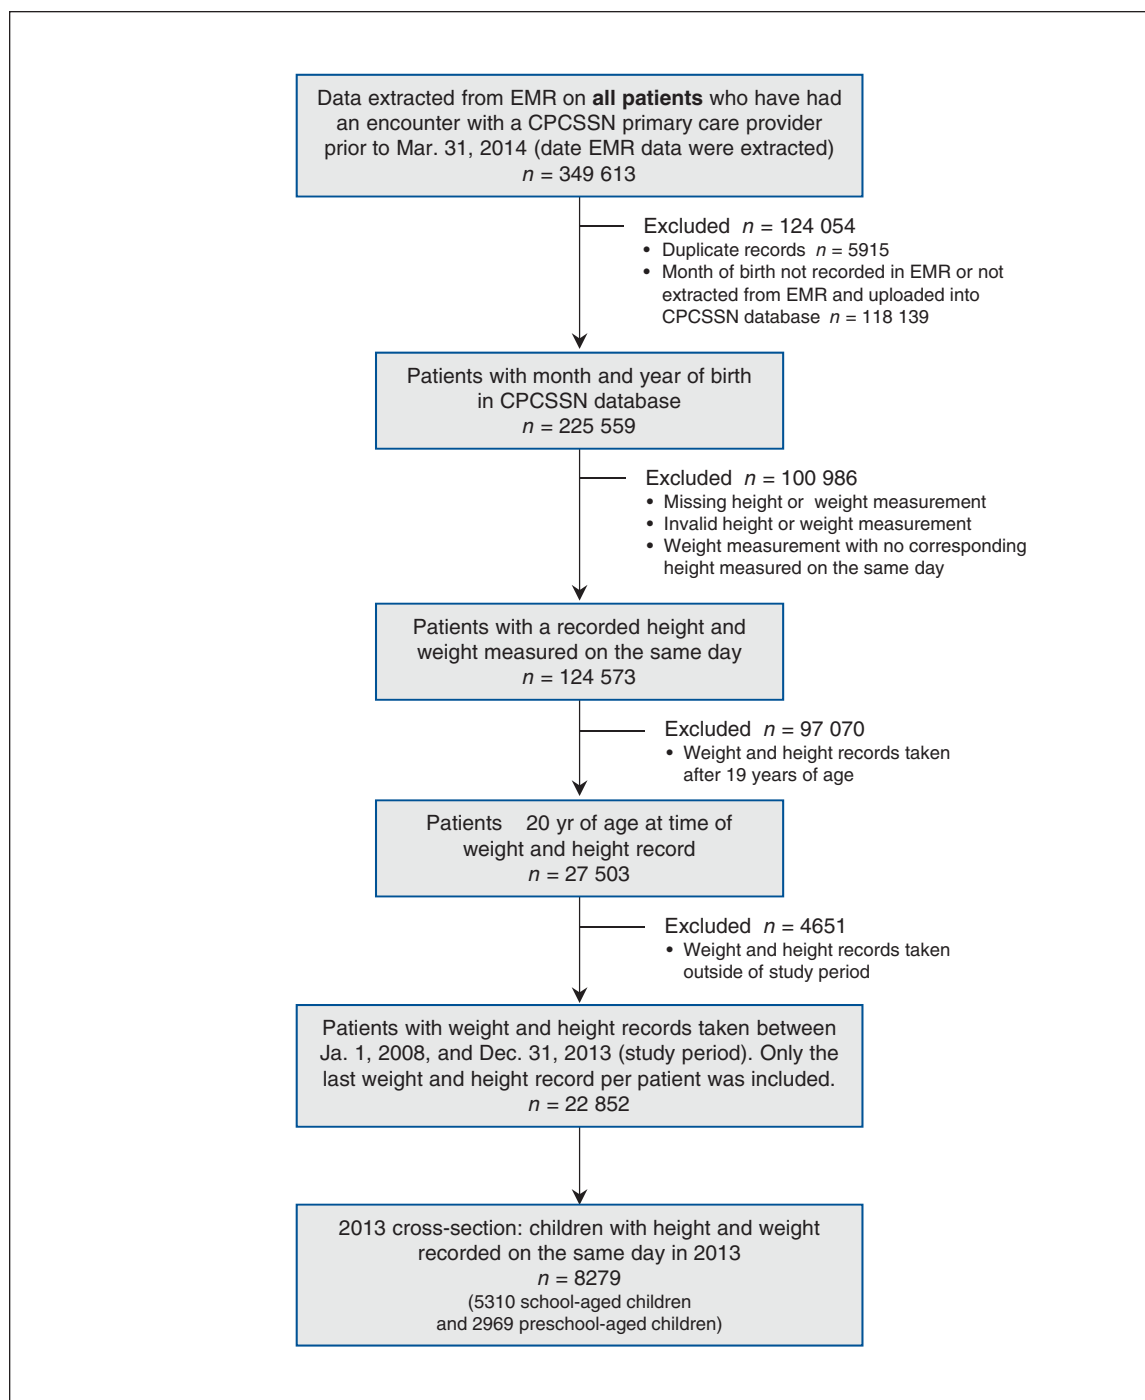 Data extracted from EMR on all patients who have had
an encounter with a CPCSSN primary care provider
prior to Mar. 31, 2014 (date EMR data were extracted)
n = 349 613
Excluded n = 124 054
• Duplicate records n = 5915
• Month of birth not recorded in EMR or not
extracted from EMR and uploaded into
CPCSSN database n = 118 139
Patients with month and year of birth
in CPCSSN database
n = 225 559
Excluded n = 100 986
• Missing height or weight measurement
• Invalid height or weight measurement
• Weight measurement with no corresponding
height measured on the same day
Patients with a recorded height and
weight measured on the same day
n = 124 573
Excluded n = 97 070
• Weight and height records taken
after 19 years of age
Patients 20 yr of age at time of
weight and height record
n = 27 503
Excluded n = 4651
• Weight and height records taken
outside of study period
Patients with weight and height records taken between
Ja. 1, 2008, and Dec. 31, 2013 (study period). Only the
last weight and height record per patient was included.
n = 22 852
2013 cross-section: children with height and weight
recorded on the same day in 2013
n = 8279
(5310 school-aged children
and 2969 preschool-aged children)